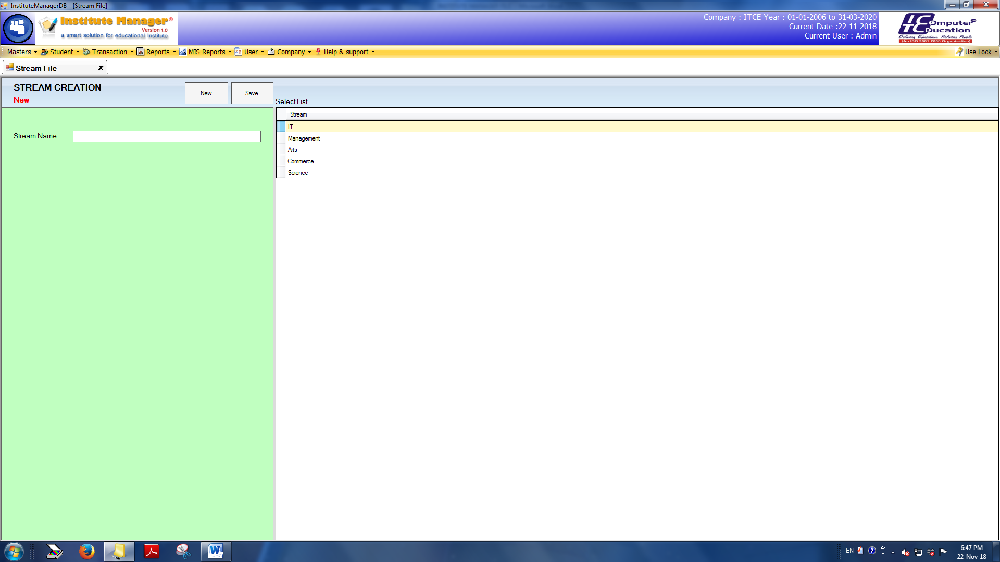 InstituteManagerDB - [Stream File]
Institute Manager®
Version 1.0
a smart solution for educational Institute
Company : ITCE Year : 01-01-2006 to 31-03-2020
Current Date :22-11-2018
Current User : Admin
ITCE
Computer
Education
Defining Education, Refining People
(An ISO 9001:2008 Organization)
Masters Student Transaction Reports MIS Reports User Company Help & support Use Lock
Stream File x
STREAM CREATION
New
New Save
Select List
Stream Name
Stream
IT
Management
Arts
Commerce
Science
EN
6:47 PM
22-Nov-18